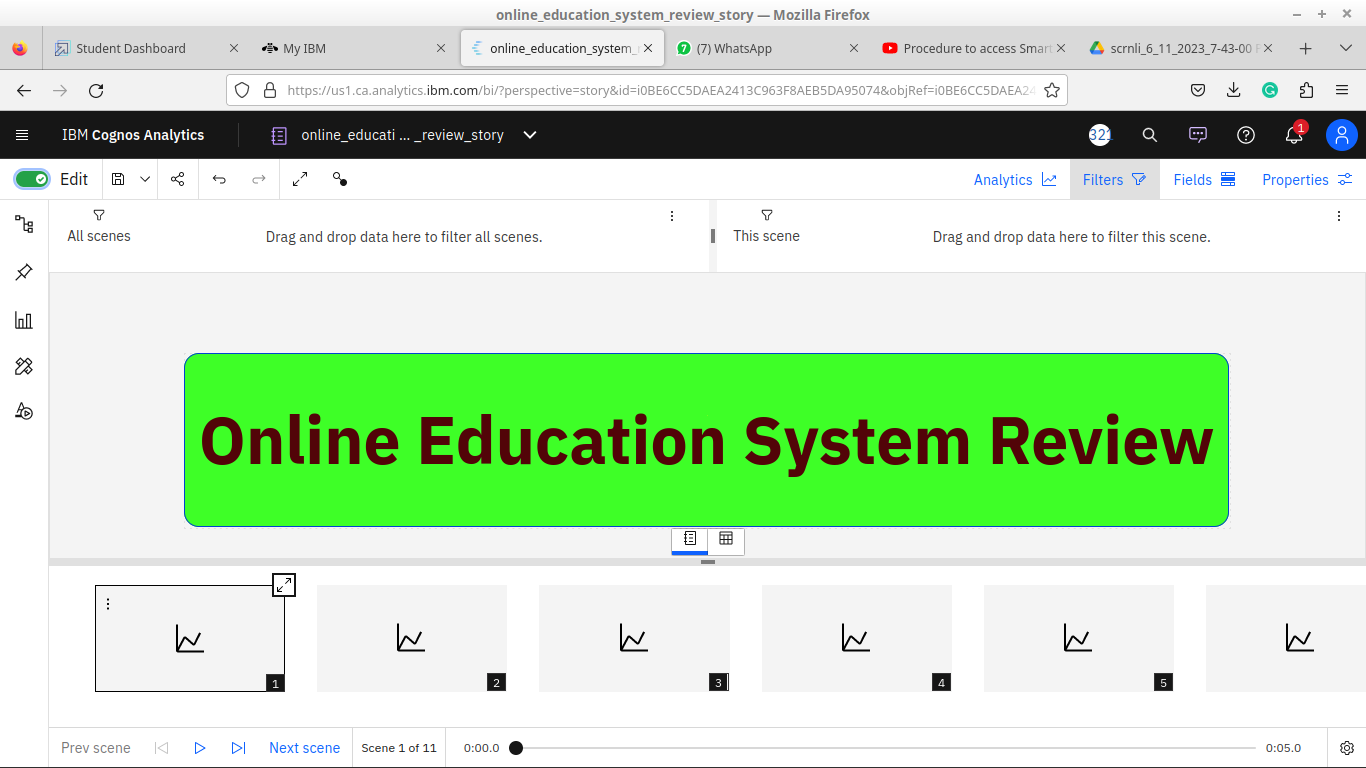 online_education_system_review_story — Mozilla Firefox
Student Dashboard
My IBM
online_education_system_
(7) WhatsApp
Procedure to access Smar
scrnli_6_11_2023_7-43-00
https://us1.ca.analytics.ibm.com/bi/?perspective=story&id=i0BE6CC5DAEA2413C963F8AEB5DA95074&objRef=i0BE6CC5DAEA24
IBM Cognos Analytics
online_educati ... _review_story
321
1
Edit
Analytics
Filters
Fields
Properties
All scenes
Drag and drop data here to filter all scenes.
This scene
Drag and drop data here to filter this scene.
Online Education System Review
1
2
3
4
5
Prev scene
Next scene
Scene 1 of 11
0:00.0
0:05.0